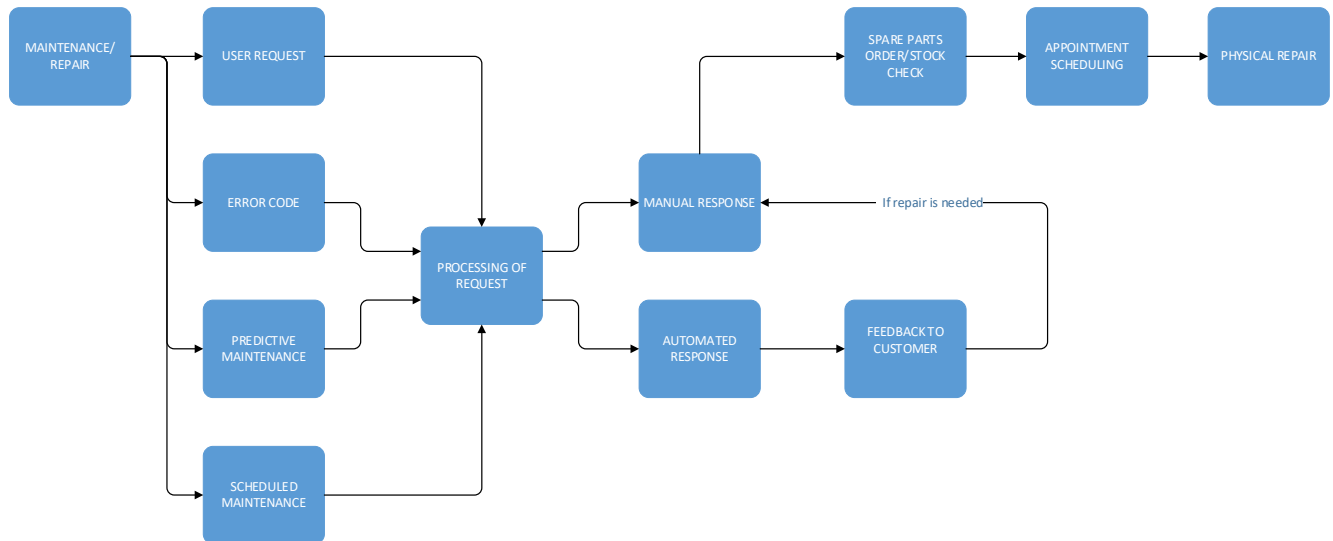 MAINTENANCE/
REPAIR
USER REQUEST
SPARE PARTS
ORDER/STOCK
CHECK
APPOINTMENT
SCHEDULING
PHYSICAL REPAIR
ERROR CODE
MANUAL RESPONSE
If repair is needed
PROCESSING OF
REQUEST
PREDICTIVE
MAINTENANCE
AUTOMATED
RESPONSE
FEEDBACK TO
CUSTOMER
SCHEDULED
MAINTENANCE